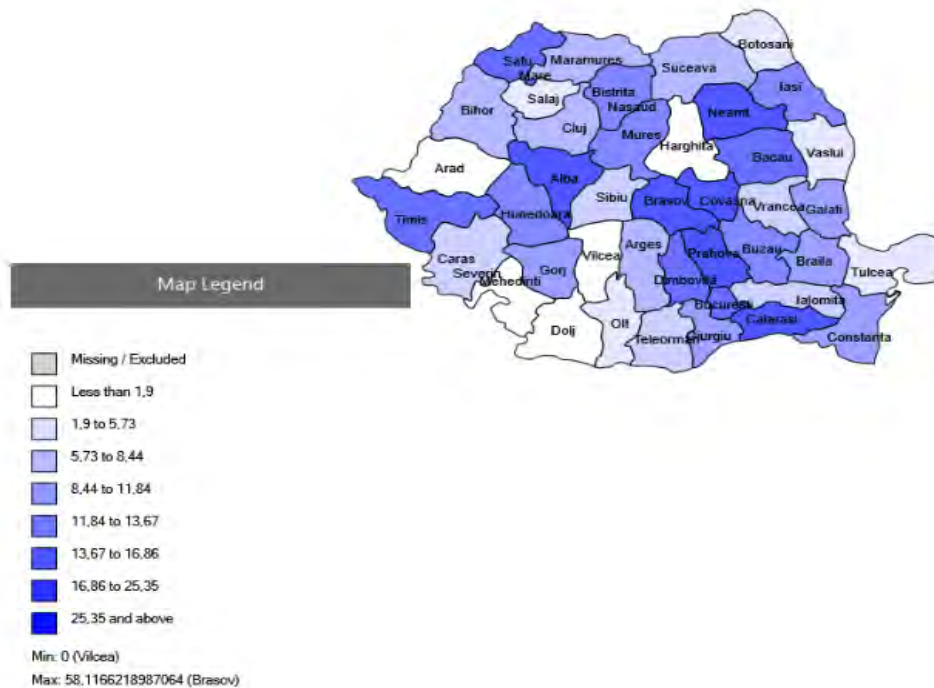 Botosani
Satu
Mare
Maramures
Suceava
Iasi
Bistrita
Nasaud
Salaj
Bihor
Neamt
Cluj
Mures
Harghita
Vaslui
Bacau
Arad
Alba
Sibiu
Brasov
Covasna
Vrancea
Galati
Timis
Hunedoara
Caras
Severin
Vilcea
Arges
Prahova
Buzau
Braila
Tulcea
Gorj
Dimbovita
Mehedinti
Bucuresti
Ialomita
Calarasi
Dolj
Olt
Teleorman
Giurgiu
Constanta
Map Legend
Missing / Excluded
Less than 1,9
1,9 to 5,73
5,73 to 8,44
8,44 to 11,84
11,84 to 13,67
13,67 to 16,86
16,86 to 25,35
25,35 and above
Min: 0 (Vilcea)
Max: 58,1166218987064 (Brasov)